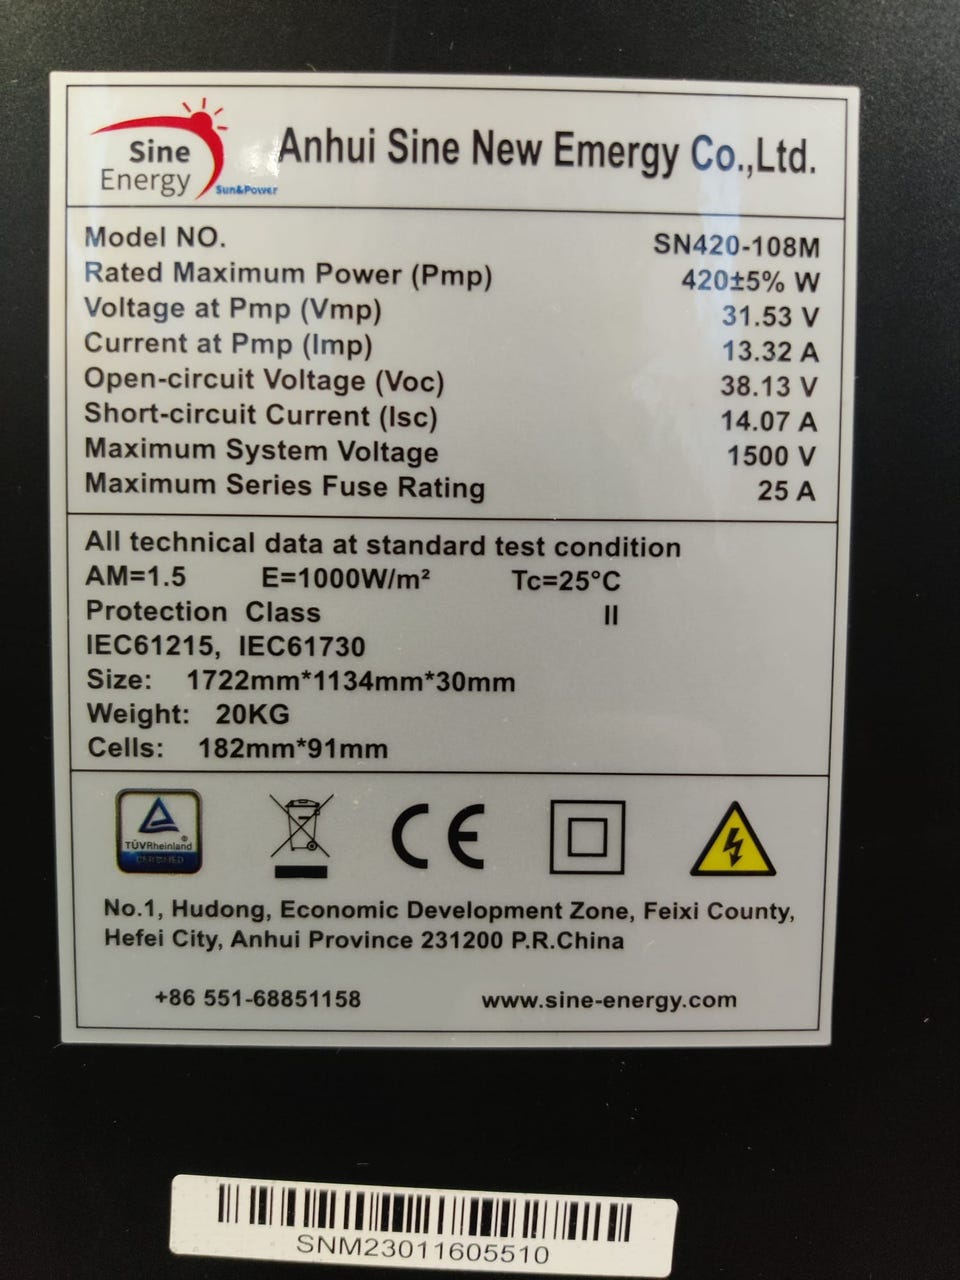 Sine
Energy
Sun&Power
Anhui Sine New Emergy Co.,Ltd.
Model NO. SN420-108M
Rated Maximum Power (Pmp) 420±5% W
Voltage at Pmp (Vmp) 31.53 V
Current at Pmp (Imp) 13.32 A
Open-circuit Voltage (Voc) 38.13 V
Short-circuit Current (Isc) 14.07 A
Maximum System Voltage 1500 V
Maximum Series Fuse Rating 25 A
All technical data at standard test condition
AM=1.5 E=1000W/m² Tc=25°C
Protection Class II
IEC61215, IEC61730
Size: 1722mm*1134mm*30mm
Weight: 20KG
Cells: 182mm*91mm
TÜVRheinland®
CERTIFIED
CE
No.1, Hudong, Economic Development Zone, Feixi County,
Hefei City, Anhui Province 231200 P.R.China
+86 551-68851158 www.sine-energy.com
SNM23011605510